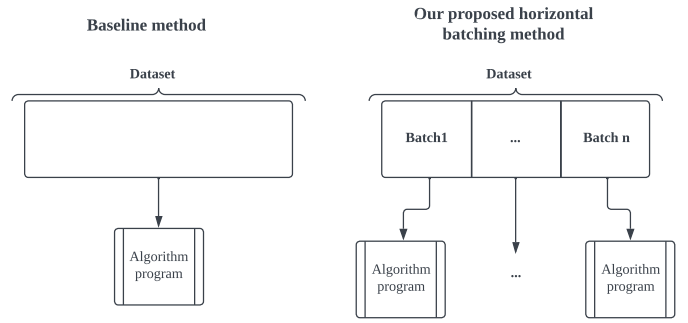 Baseline method
Dataset
Algorithm
program
Our proposed horizontal
batching method
Dataset
Batch1
...
Batch n
Algorithm
program
...
Algorithm
program